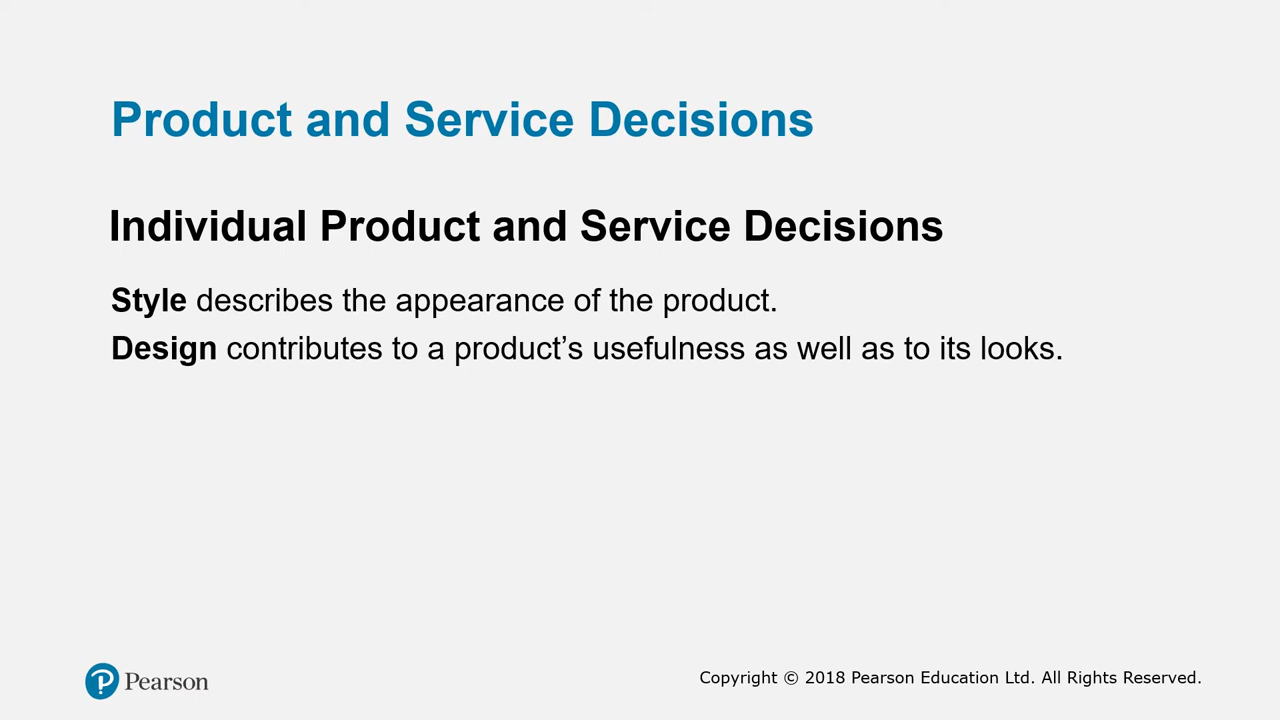 Product and Service Decisions
Individual Product and Service Decisions
Style describes the appearance of the product.
Design contributes to a product’s usefulness as well as to its looks.
Pearson
Copyright © 2018 Pearson Education Ltd. All Rights Reserved.